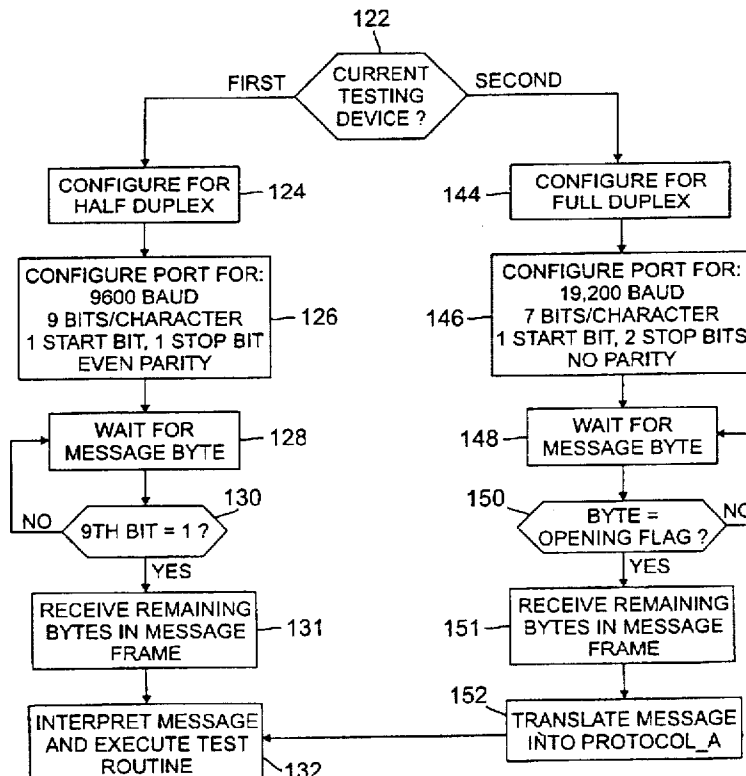 122
FIRST
CURRENT
TESTING
DEVICE ?
SECOND
CONFIGURE FOR
HALF DUPLEX
124
144
CONFIGURE FOR
FULL DUPLEX
CONFIGURE PORT FOR:
9600 BAUD
9 BITS/CHARACTER
1 START BIT, 1 STOP BIT
EVEN PARITY
126
146
CONFIGURE PORT FOR:
19,200 BAUD
7 BITS/CHARACTER
1 START BIT, 2 STOP BITS
NO PARITY
WAIT FOR
MESSAGE BYTE
128
148
WAIT FOR
MESSAGE BYTE
130
NO
9TH BIT = 1 ?
YES
150
BYTE =
OPENING FLAG ?
NO
YES
RECEIVE REMAINING
BYTES IN MESSAGE
FRAME
131
151
RECEIVE REMAINING
BYTES IN MESSAGE
FRAME
INTERPRET MESSAGE
AND EXECUTE TEST
ROUTINE
132
152
TRANSLATE MESSAGE
INTO PROTOCOL_A